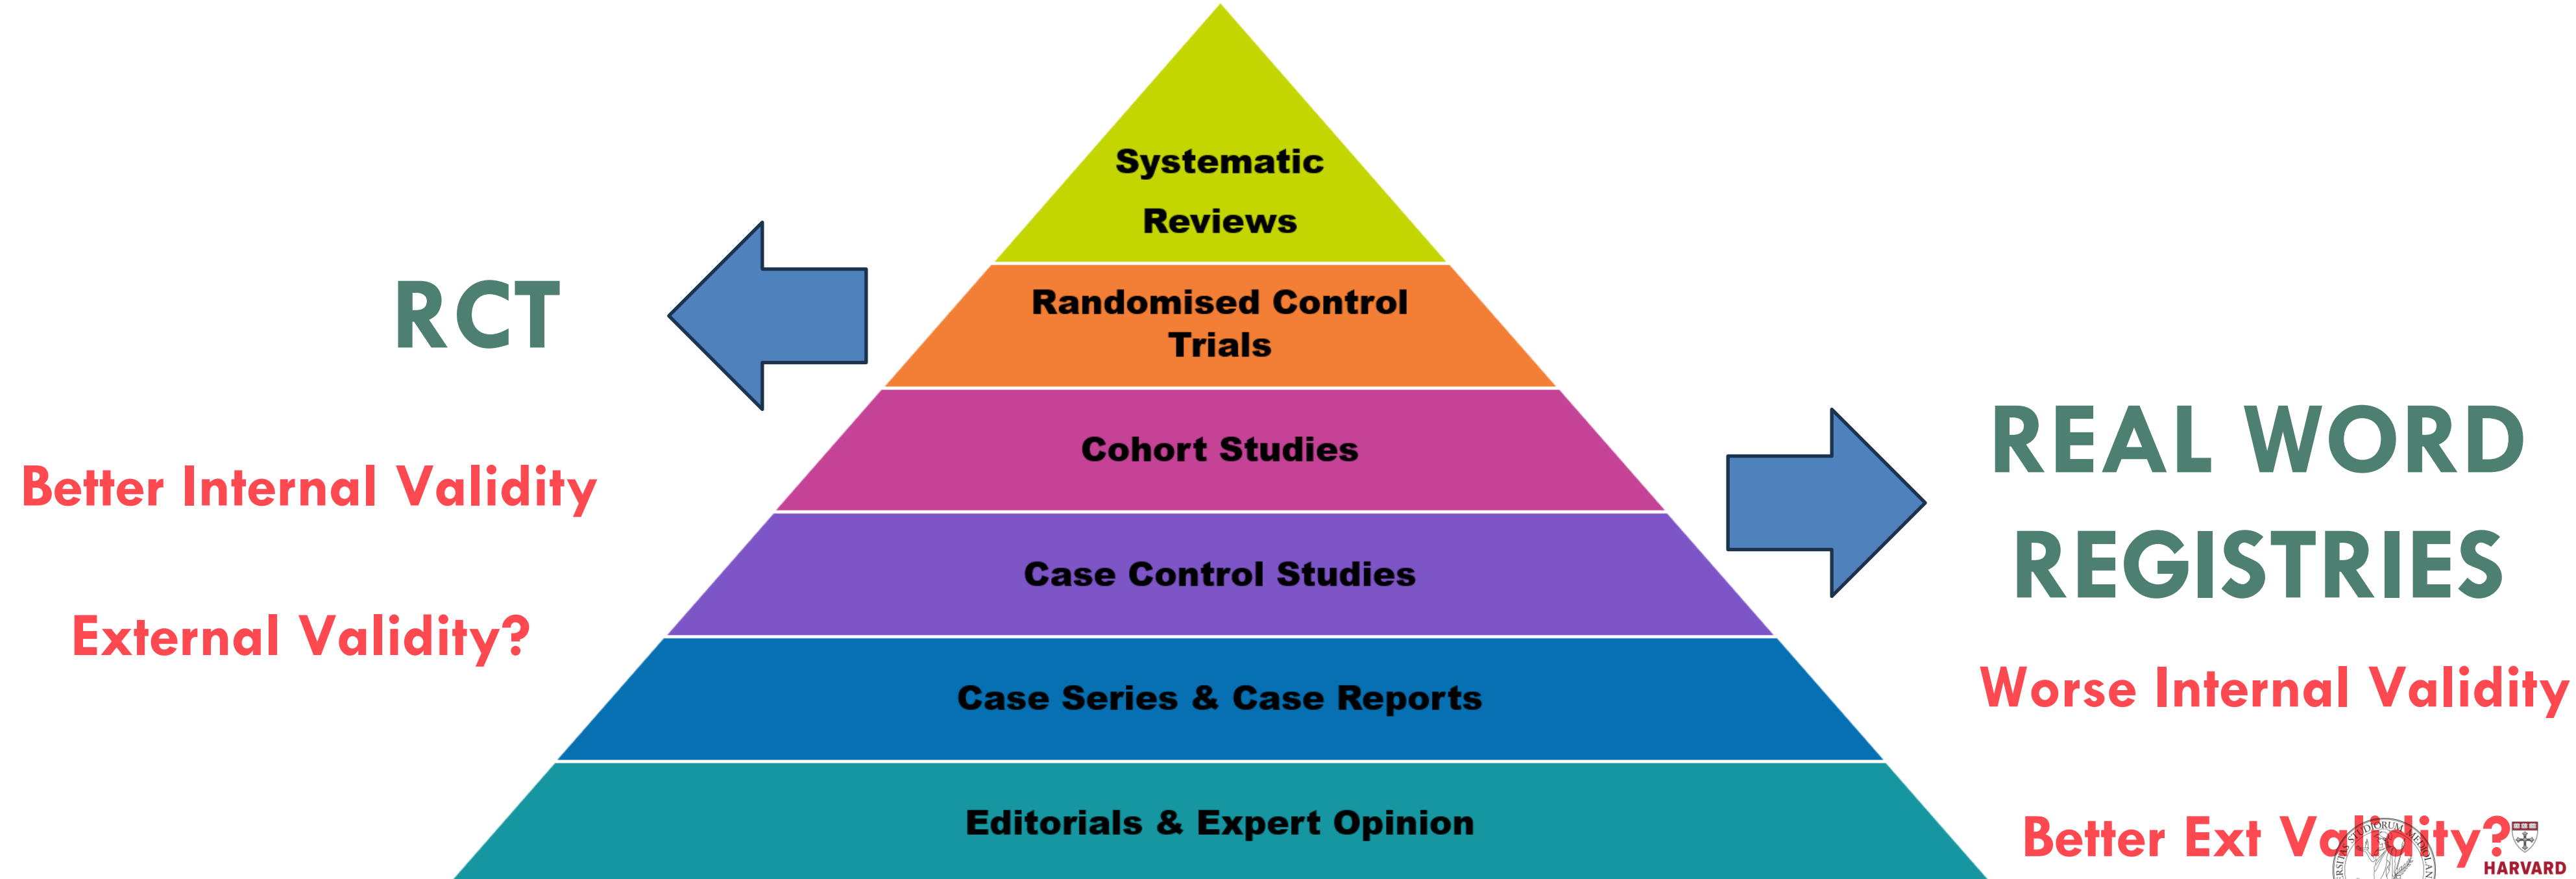 Systematic
Reviews
RCT
Randomised Control
Trials
Better Internal Validity
External Validity?
Cohort Studies
Case Control Studies
Case Series & Case Reports
Editorials & Expert Opinion
REAL WORD
REGISTRIES
Worse Internal Validity
Better Ext Validity?
STUDIORUM
HARVARD